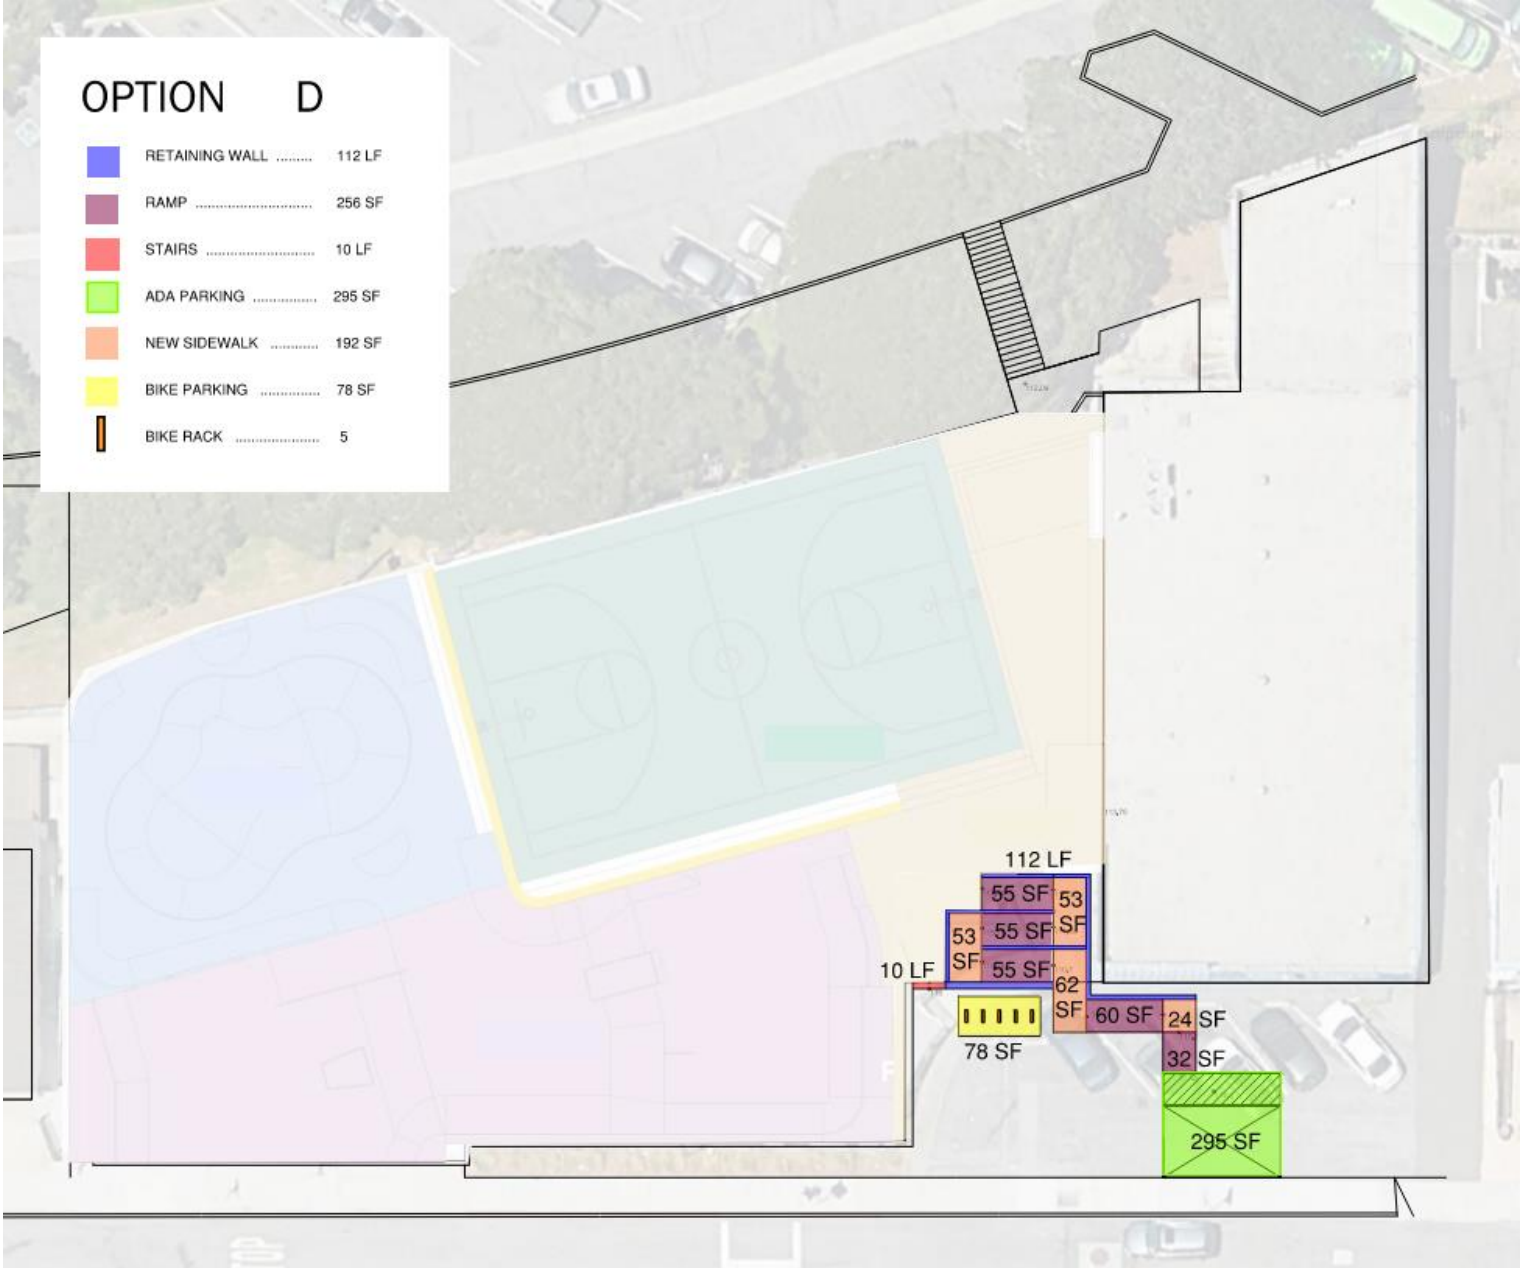 OPTION D
RETAINING WALL ......... 112 LF
RAMP ............................. 256 SF
STAIRS ........................... 10 LF
ADA PARKING ................ 295 SF
NEW SIDEWALK ............ 192 SF
BIKE PARKING ............... 78 SF
BIKE RACK ..................... 5
112 LF
55 SF
53
SF
55 SF
53
SF
55 SF
10 LF
62
SF
60 SF
24 SF
78 SF
32 SF
295 SF